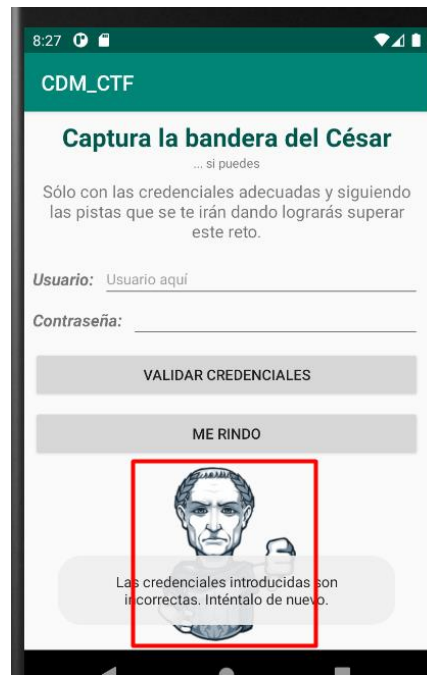 8:27
CDM_CTF
Captura la bandera del César
... si puedes
Sólo con las credenciales adecuadas y siguiendo
las pistas que se te irán dando lograrás superar
este reto.
Usuario: Usuario aquí
Contraseña:
VALIDAR CREDENCIALES
ME RINDO
Las credenciales introducidas son
incorrectas. Inténtalo de nuevo.